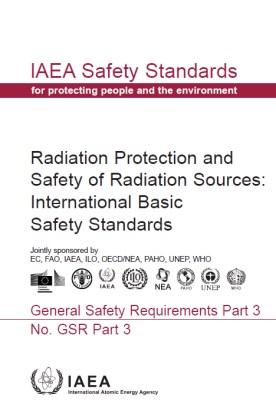 IAEA Safety Standards
for protecting people and the environment
Radiation Protection and
Safety of Radiation Sources:
International Basic
Safety Standards
Jointly sponsored by
EC, FAO, IAEA, ILO, OECD/NEA, PAHO, UNEP, WHO
IAEA
NEA
PAHO
UNEP
WHO
General Safety Requirements Part 3
No. GSR Part 3
IAEA
International Atomic Energy Agency